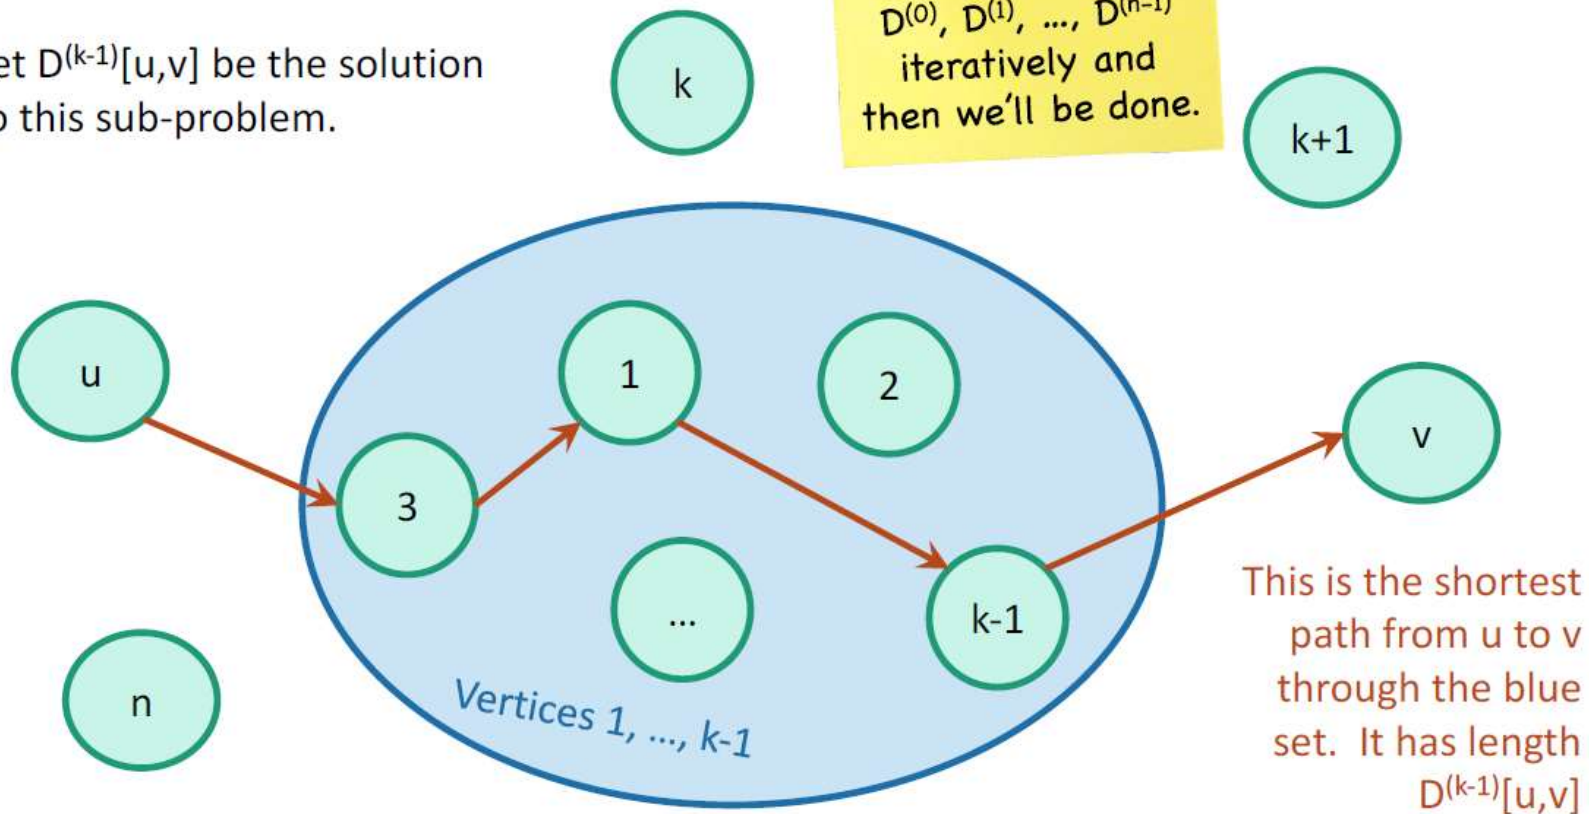 et D(k-1)[u,v] be the solution
o this sub-problem.
D(0), D(1), …, D(n-1)
iteratively and
then we'll be done.
k
k+1
u
1
2
v
3
...
k-1
n
Vertices 1, …, k-1
This is the shortest
path from u to v
through the blue
set. It has length
D(k-1)[u,v]